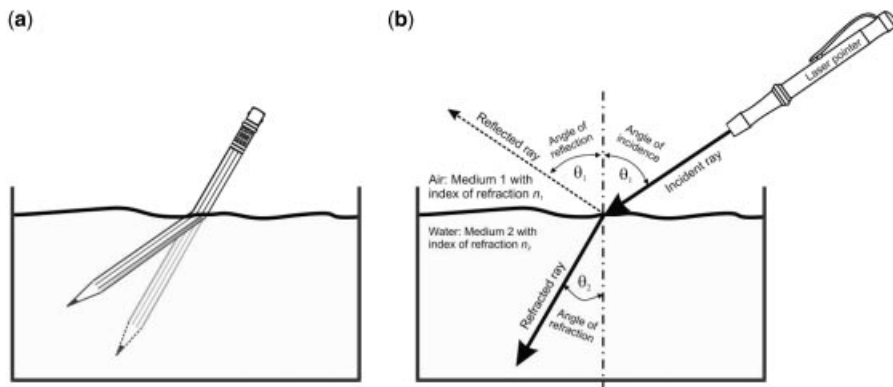 (a)
(b)
Laser pointer
Reflected ray
Angle of
reflection
Angle of
incidence
θ₁
θ₁
Incident ray
Air: Medium 1 with
index of refraction n₁
Water: Medium 2 with
index of refraction n₂
Refracted ray
θ₂
Angle of
refraction